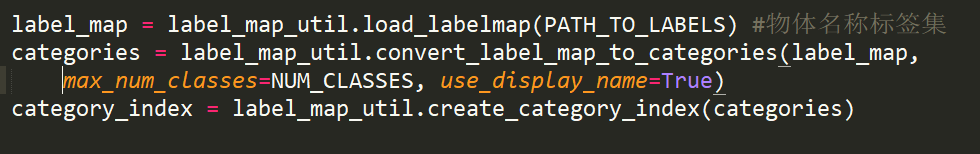 label_map = label_map_util.load_labelmap(PATH_TO_LABELS) #物体名称标签集
categories = label_map_util.convert_label_map_to_categories(label_map,
max_num_classes=NUM_CLASSES, use_display_name=True)
category_index = label_map_util.create_category_index(categories)